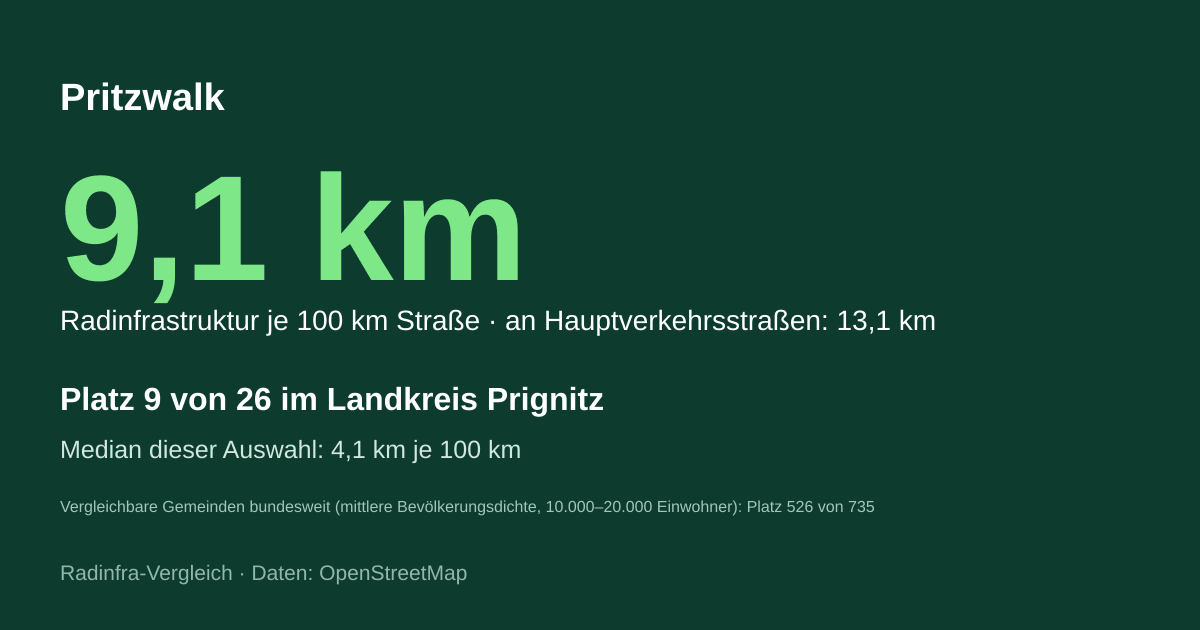 Pritzwalk
9,1 km
Radinfrastruktur je 100 km Straße · an Hauptverkehrsstraßen: 13,1 km
Platz 9 von 26 im Landkreis Prignitz
Median dieser Auswahl: 4,1 km je 100 km
Vergleichbare Gemeinden bundesweit (mittlere Bevölkerungsdichte, 10.000–20.000 Einwohner): Platz 526 von 735
Radinfra-Vergleich · Daten: OpenStreetMap